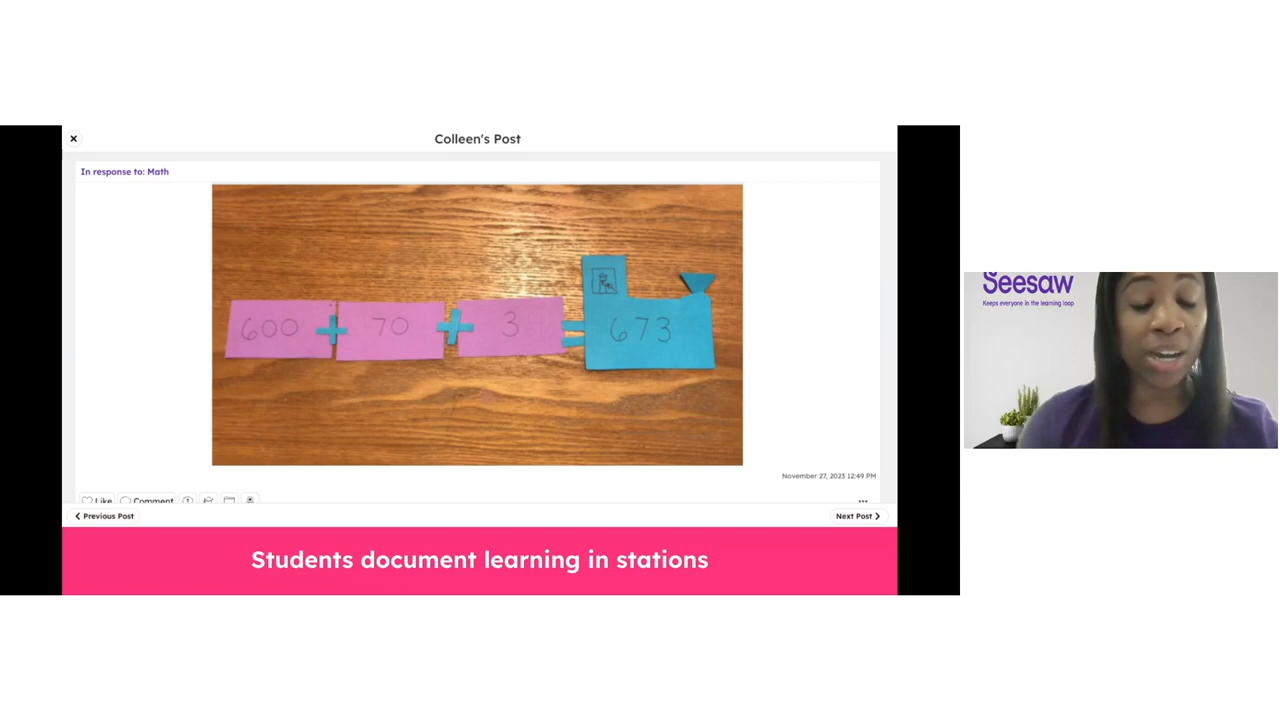 Colleen's Post
In response to: Math
600 + 70 + 3 = 673
November 27, 2023 12:49 PM
Like Comment
Previous Post
Next Post
Students document learning in stations
Seesaw
Keeps everyone in the learning loop